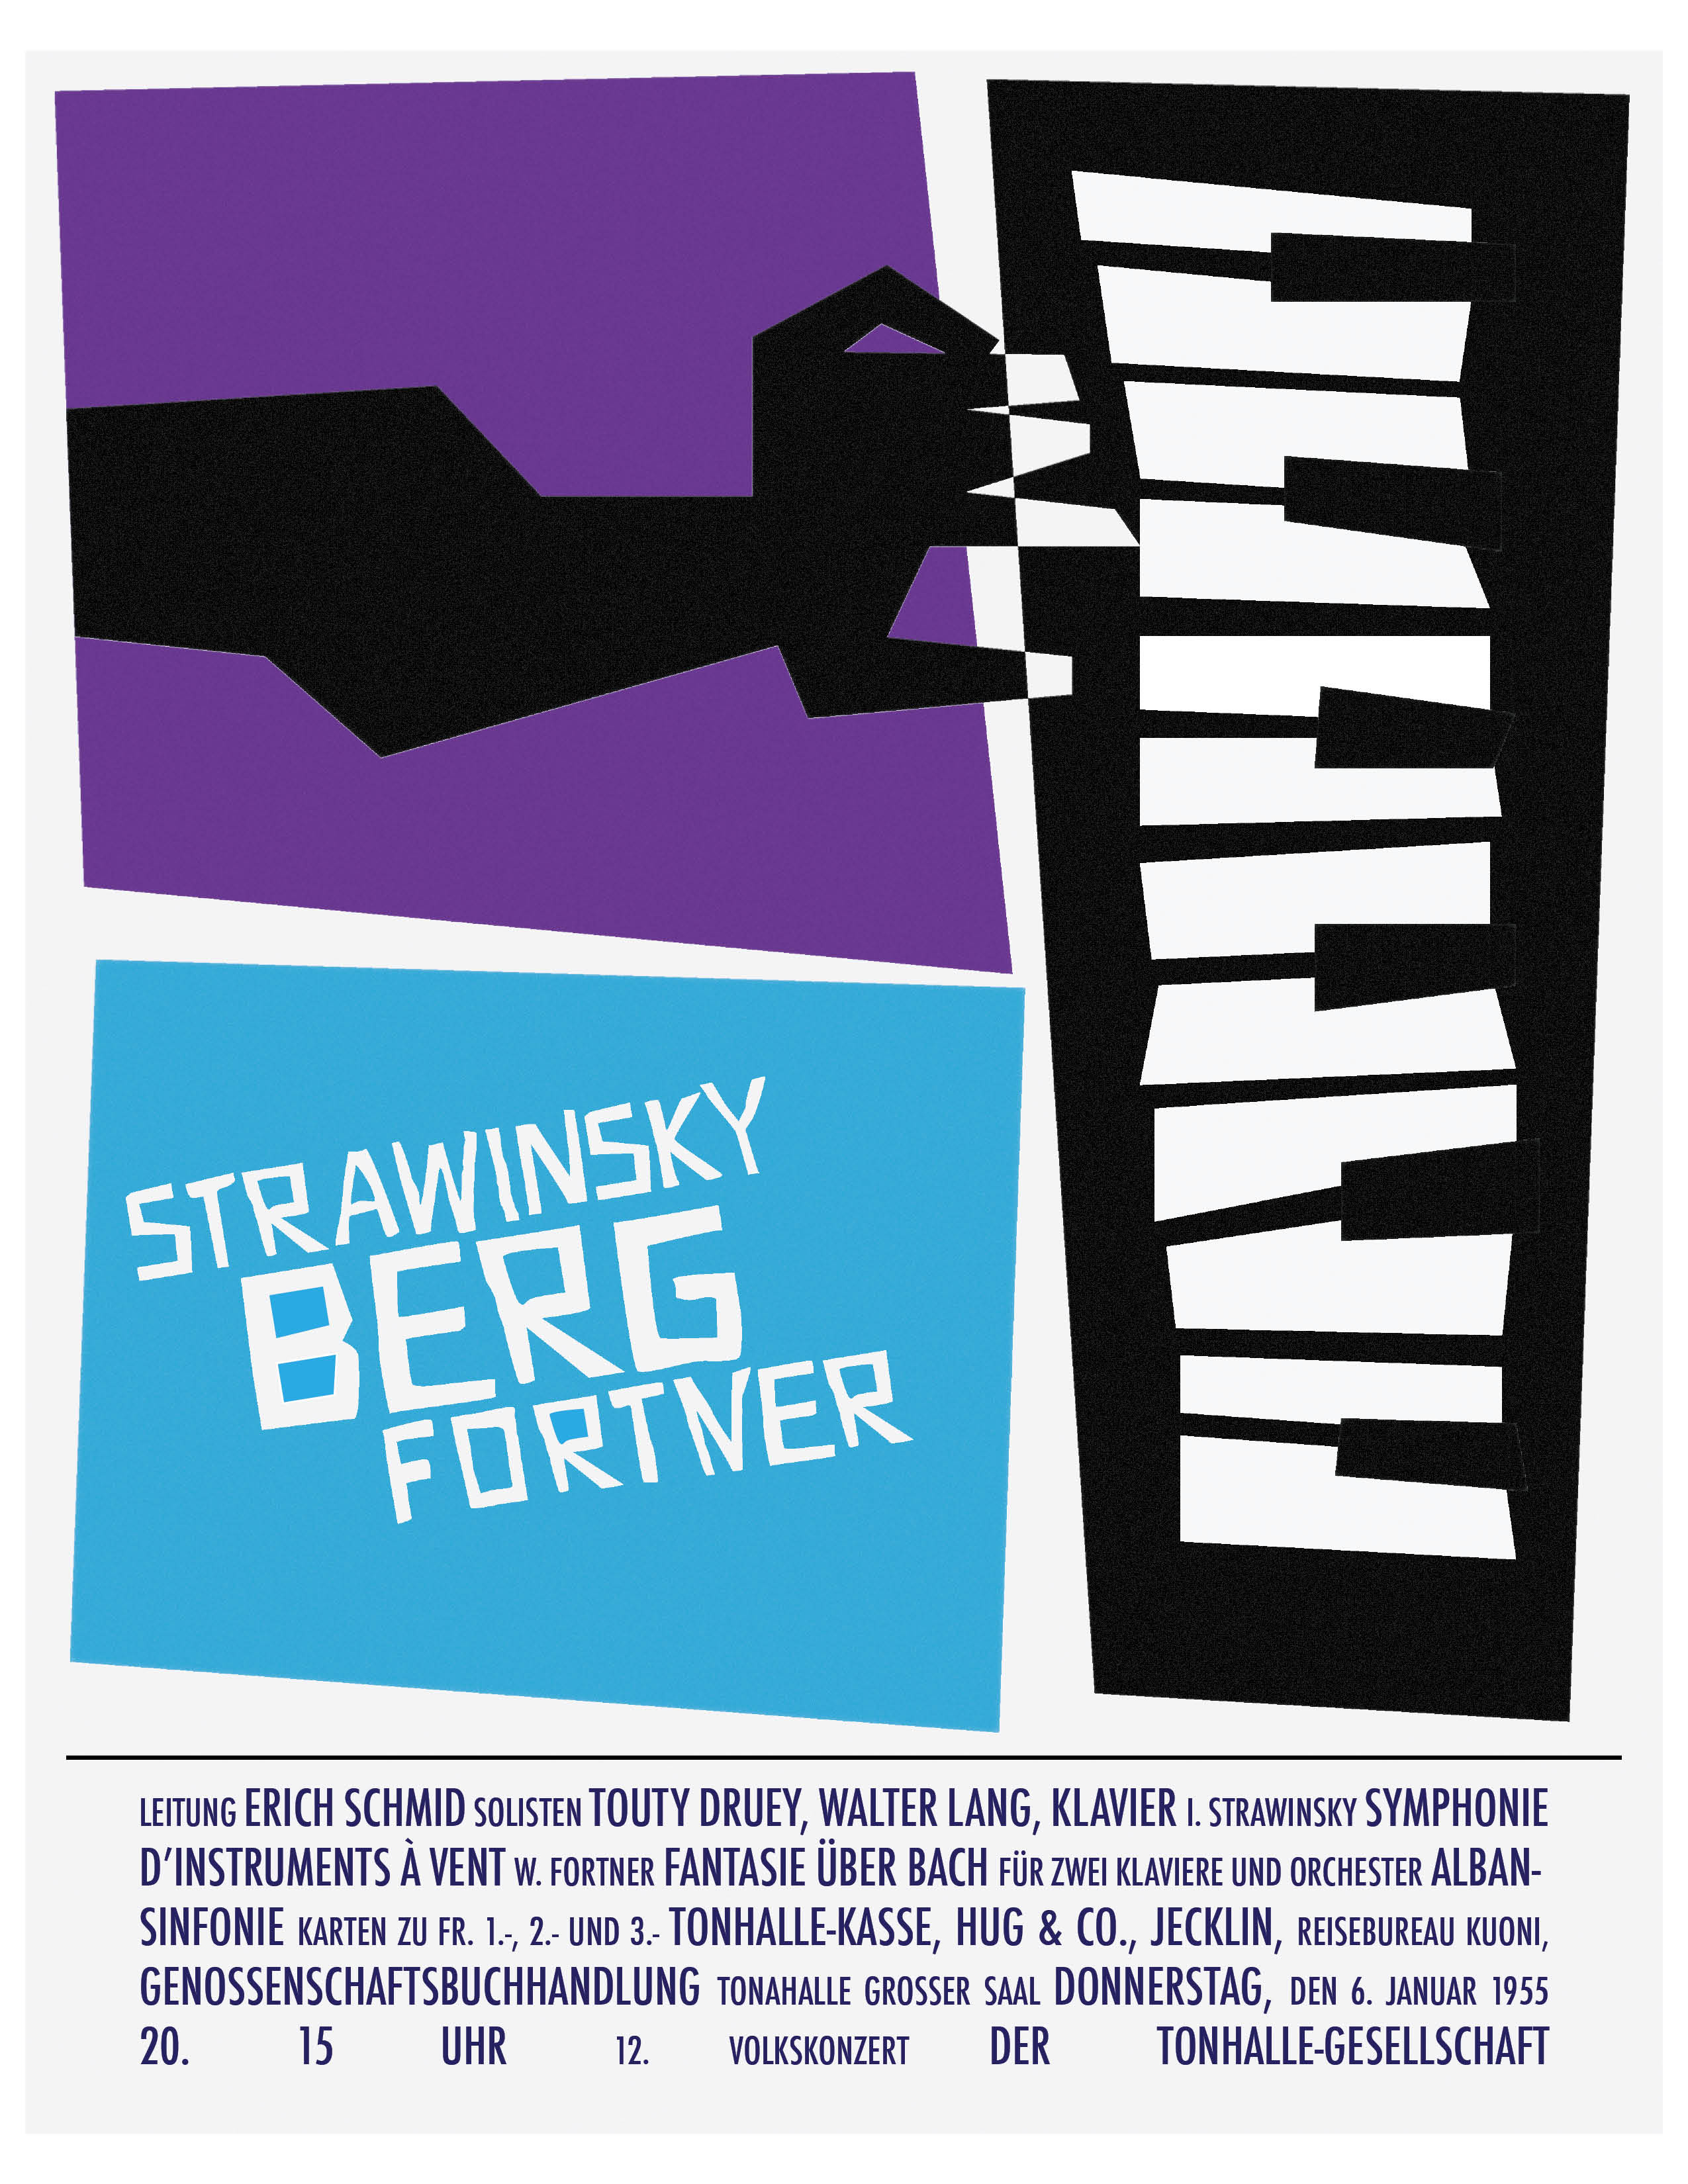 STRAWINSKY
BERG
FORTNER
LEITUNG ERICH SCHMID SOLISTEN TOUTY DRUEY, WALTER LANG, KLAVIER I. STRAWINSKY SYMPHONIE
D'INSTRUMENTS À VENT W. FORTNER FANTASIE ÜBER BACH FÜR ZWEI KLAVIERE UND ORCHESTER ALBAN-
SINFONIE KARTEN ZU FR. 1.-, 2.- UND 3.- TONHALLE-KASSE, HUG & CO., JECKLIN, REISEBUREAU KUONI,
GENOSSENSCHAFTSBUCHHANDLUNG TONAHALLE GROSSER SAAL DONNERSTAG, DEN 6. JANUAR 1955
20. 15 UHR 12. VOLKSKONZERT DER TONHALLE-GESELLSCHAFT